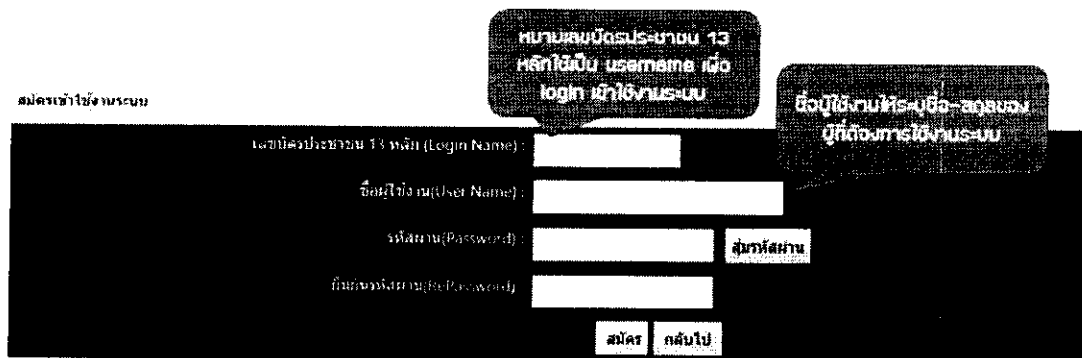 หมายเลขบัตรประชาชน 13
หลักใช้เป็น username เพื่อ
login เข้าใช้งานระบบ
สมัครเข้าใช้งานระบบ
ชื่อผู้ใช้งานให้ระบุชื่อ-สกุลของ
ผู้ที่ต้องการใช้งานระบบ
เลขบัตรประชาชน 13 หลัก (Login Name) :
ชื่อผู้ใช้งาน(User Name) :
รหัสผ่าน(Password) :
สุ่มรหัสผ่าน
ยืนยันรหัสผ่าน(RePassword) :
สมัคร กลับไป